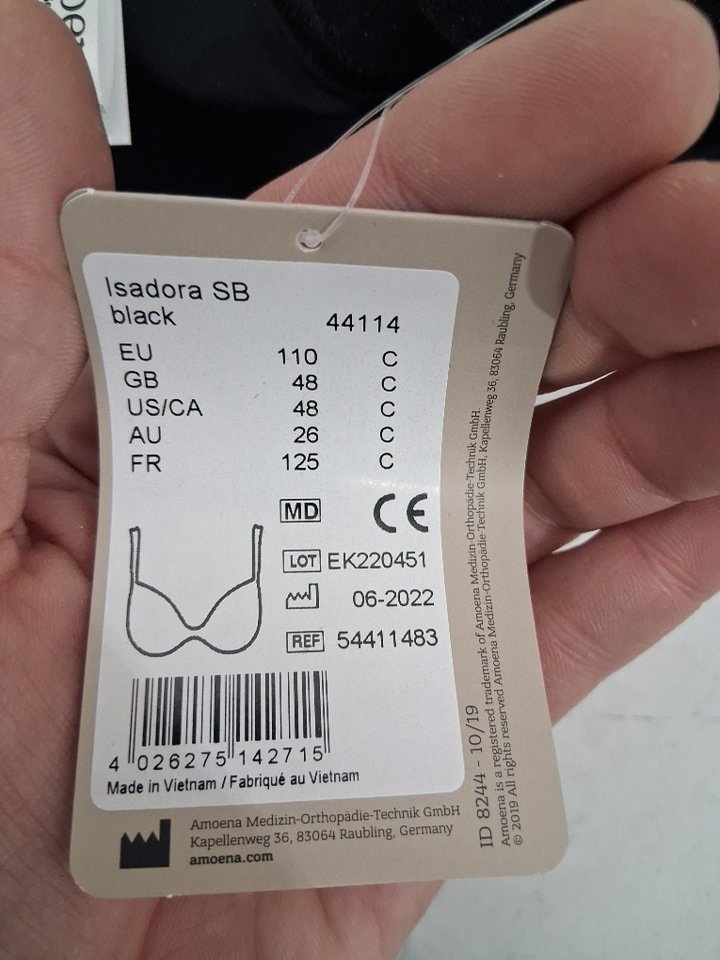 Isadora SB
black 44114
EU 110 C
GB 48 C
US/CA 48 C
AU 26 C
FR 125 C
MD CE
LOT EK220451
06-2022
REF 54411483
4 026275 142715
Made in Vietnam / Fabriqué au Vietnam
Amoena Medizin-Orthopädie-Technik GmbH
Kapellenweg 36, 83064 Raubling, Germany
amoena.com
ID 8244 - 10/19
Amoena is a registered trademark of Amoena Medizin-Orthopädie-Technik GmbH.
© 2019 All rights reserved Amoena Medizin-Orthopädie-Technik GmbH, Kapellenweg 36, 83064 Raubling, Germany